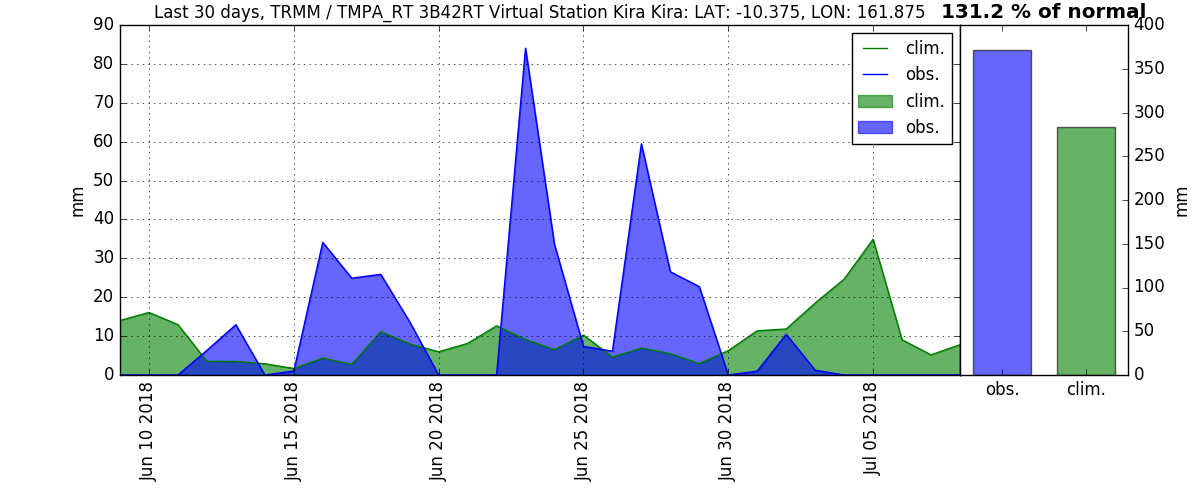 Last 30 days, TRMM / TMPA_RT 3B42RT Virtual Station Kira Kira: LAT: -10.375, LON: 161.875
131.2 % of normal
90
80
70
60
50
40
30
20
10
0
mm
clim.
obs.
clim.
obs.
Jun 10 2018
Jun 15 2018
Jun 20 2018
Jun 25 2018
Jun 30 2018
Jul 05 2018
400
350
300
250
200
150
100
50
0
mm
obs.
clim.